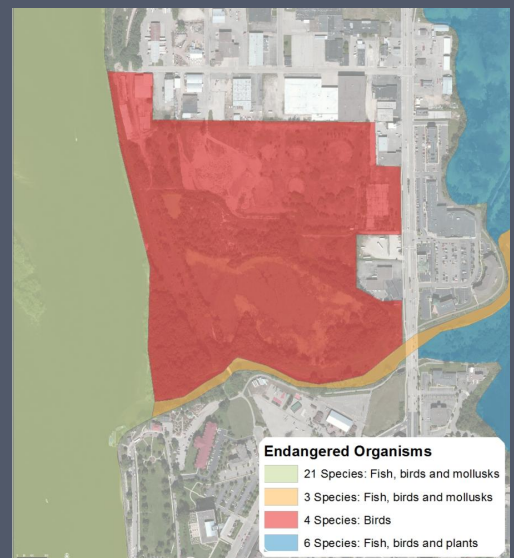 Endangered Organisms
21 Species: Fish, birds and mollusks
3 Species: Fish, birds and mollusks
4 Species: Birds
6 Species: Fish, birds and plants